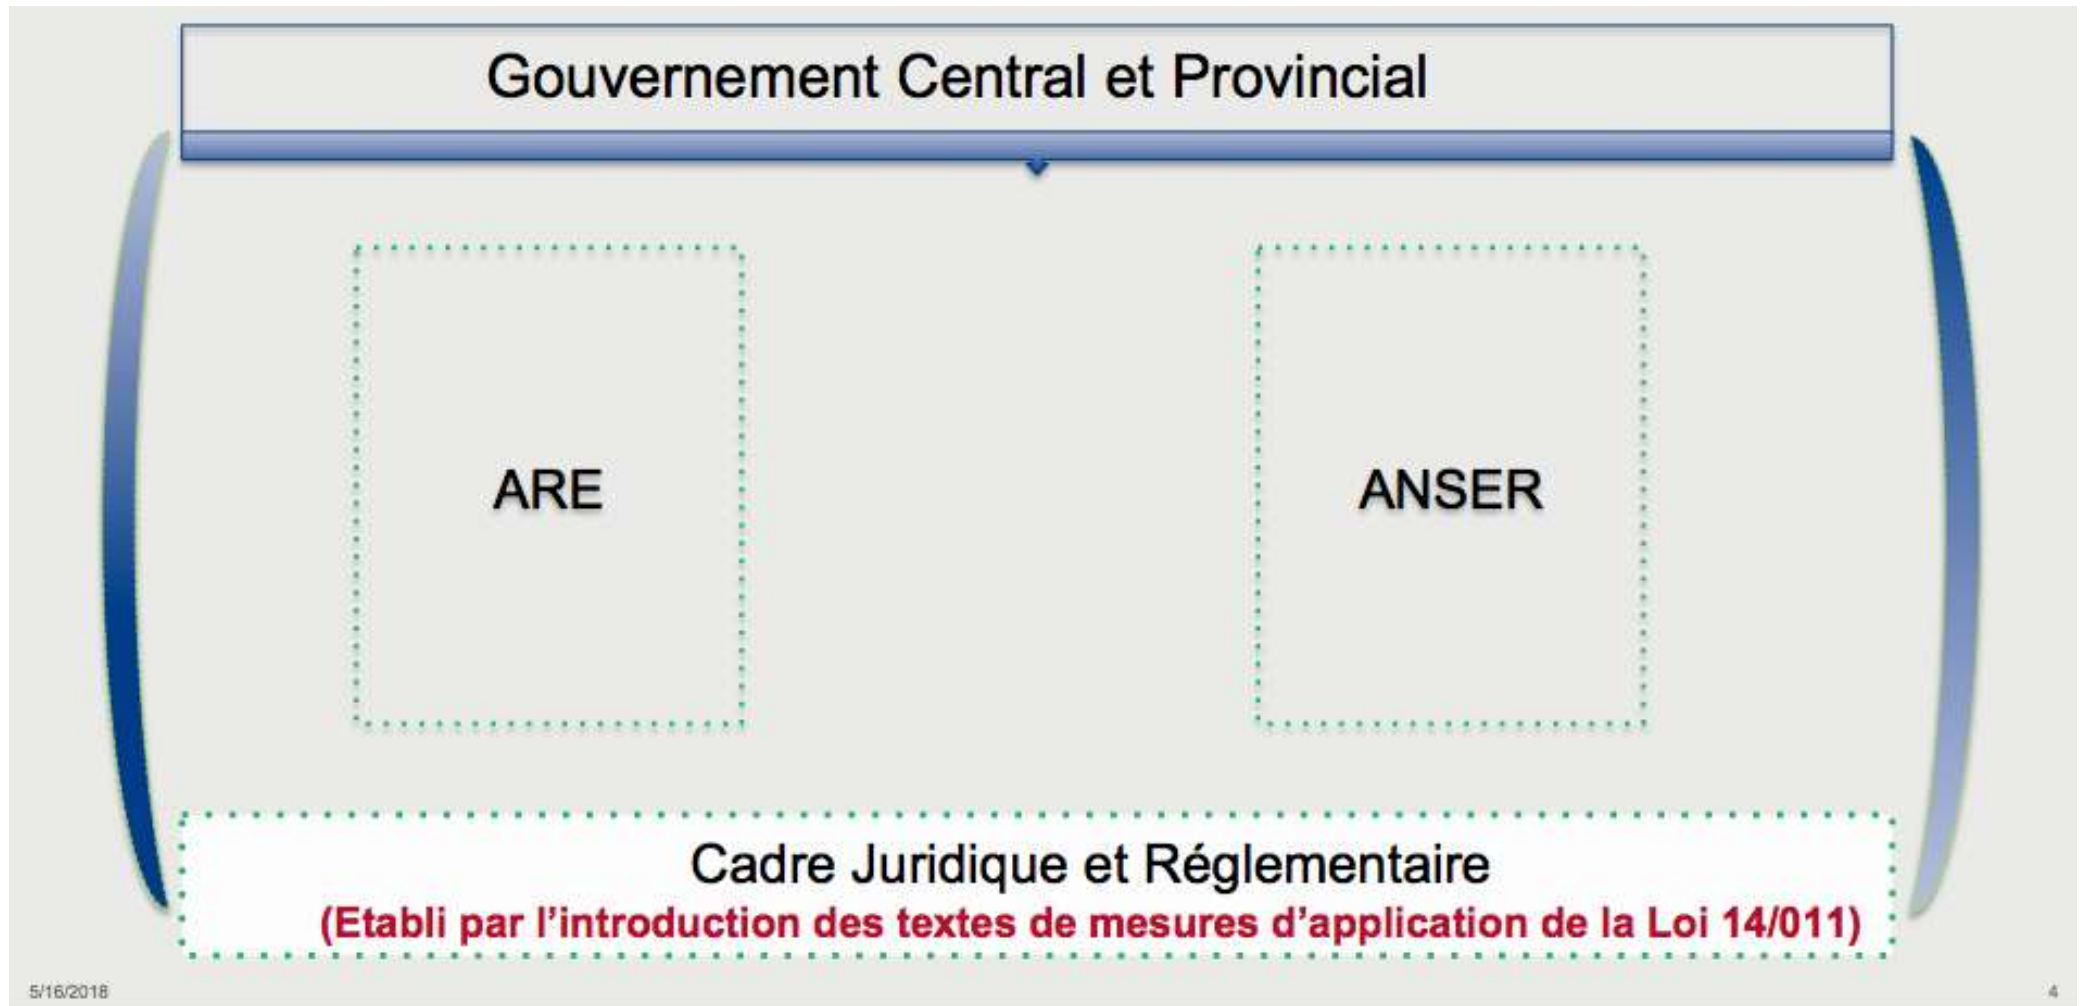 Gouvernement Central et Provincial
ARE
ANSER
Cadre Juridique et Réglementaire
(Etabli par l’introduction des textes de mesures d’application de la Loi 14/011)
5/16/2018
4